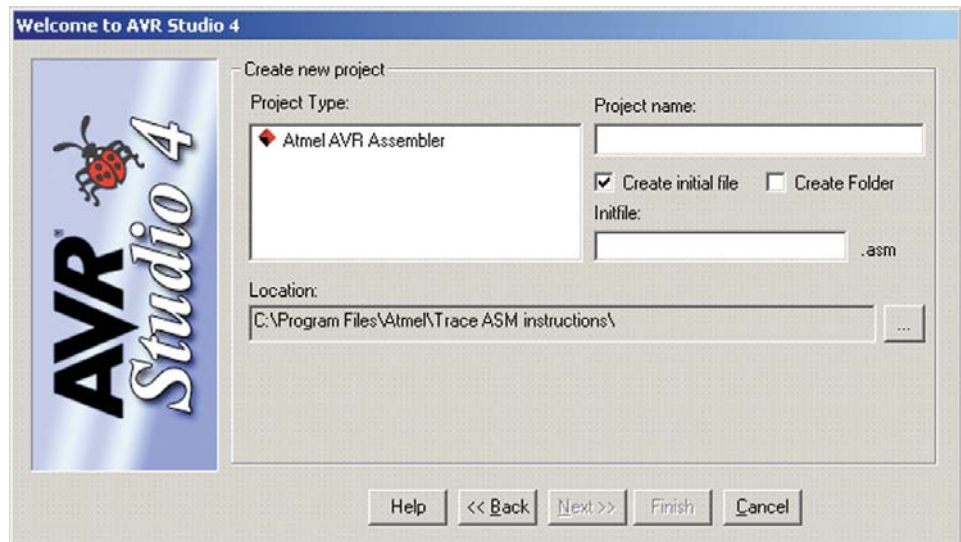 Welcome to AVR Studio 4
AVR® Studio 4
Create new project
Project Type:
Atmel AVR Assembler
Project name:
Create initial file
Create Folder
Initfile:
.asm
Location:
C:\Program Files\Atmel\Trace ASM instructions\
...
Help
<< Back
Next >>
Finish
Cancel